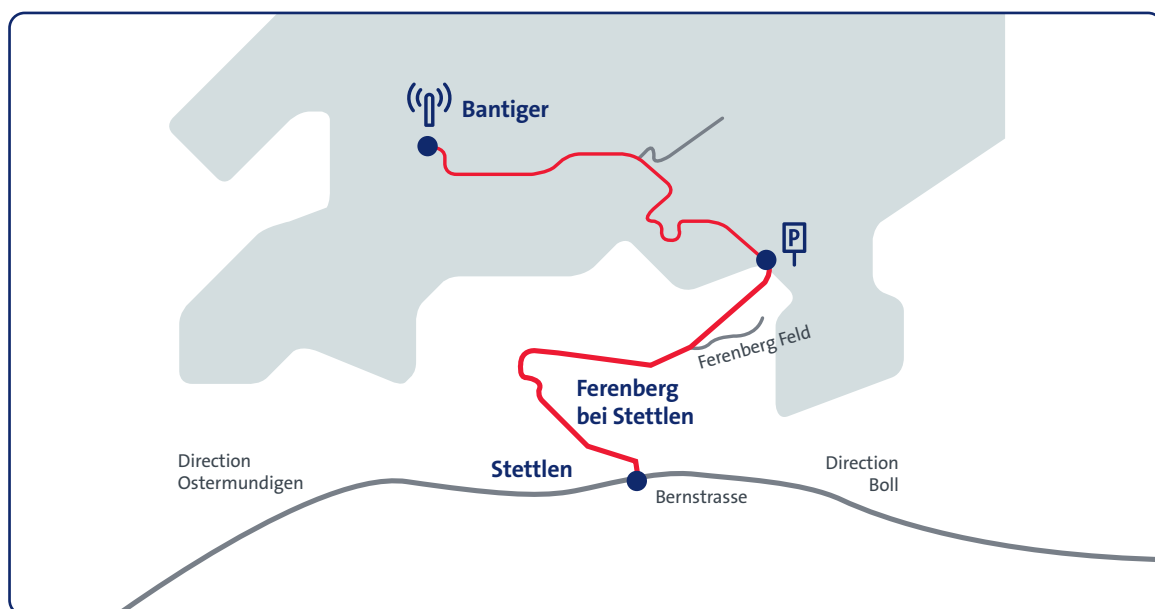 Bantiger
P
Ferenberg Feld
Ferenberg
bei Stettlen
Direction
Ostermundigen
Stettlen
Bernstrasse
Direction
Boll